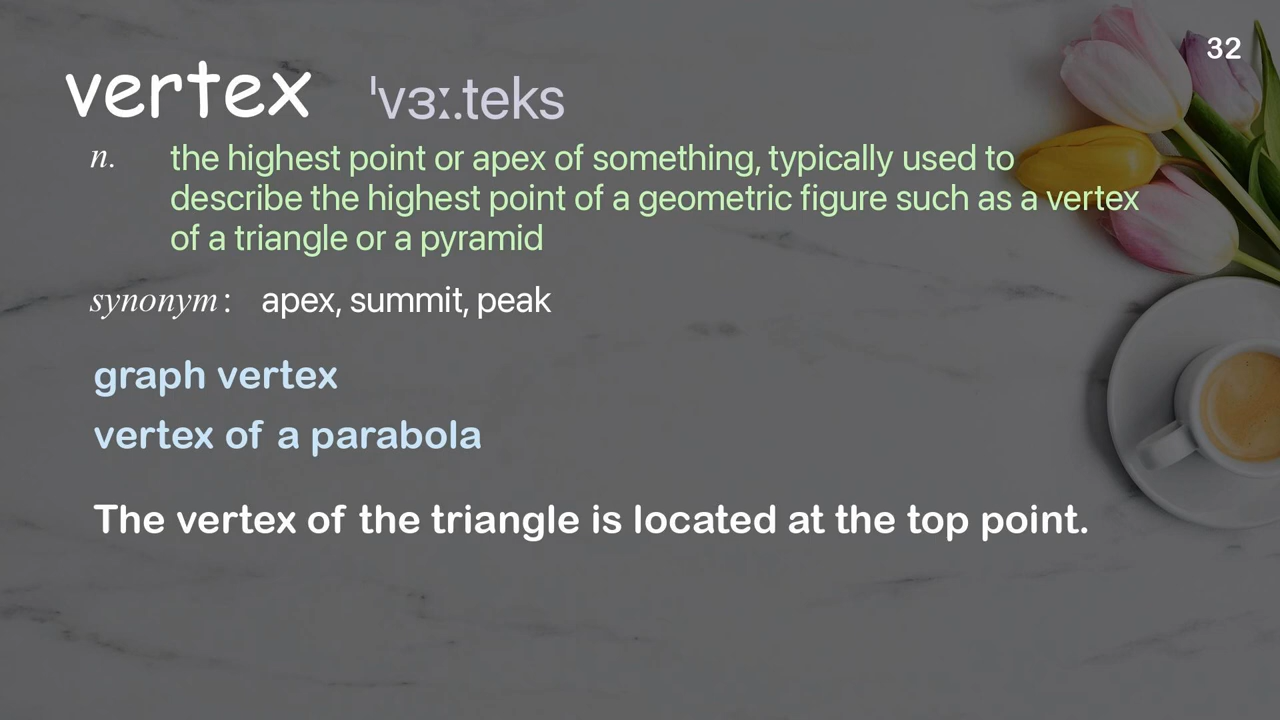 32
vertex ˈvɜː.teks
n. the highest point or apex of something, typically used to
describe the highest point of a geometric figure such as a vertex
of a triangle or a pyramid
synonym: apex, summit, peak
graph vertex
vertex of a parabola
The vertex of the triangle is located at the top point.